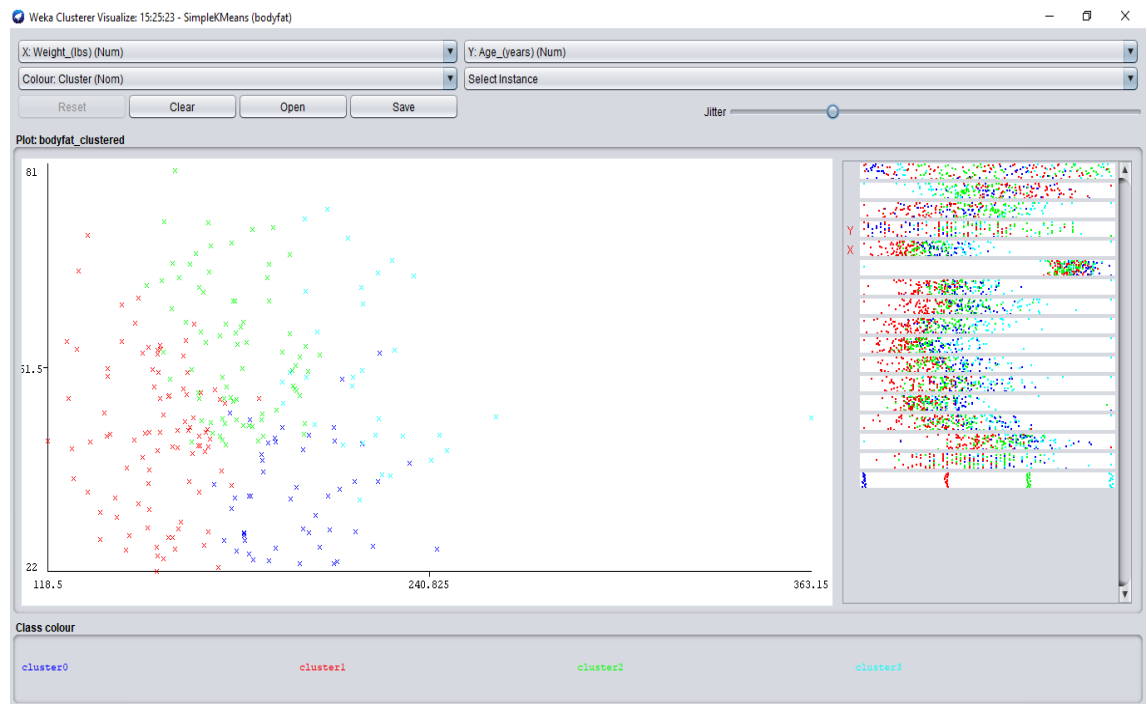 Weka Clusterer Visualize: 15:25:23 - SimpleKMeans (bodyfat)
X: Weight_(lbs) (Num) Y: Age_(years) (Num)
Colour: Cluster (Nom) Select Instance
Reset Clear Open Save Jitter
Plot: bodyfat_clustered
81
Y
X
51.5
22
118.5 240.825 363.15
Class colour
cluster0 cluster1 cluster2 cluster3